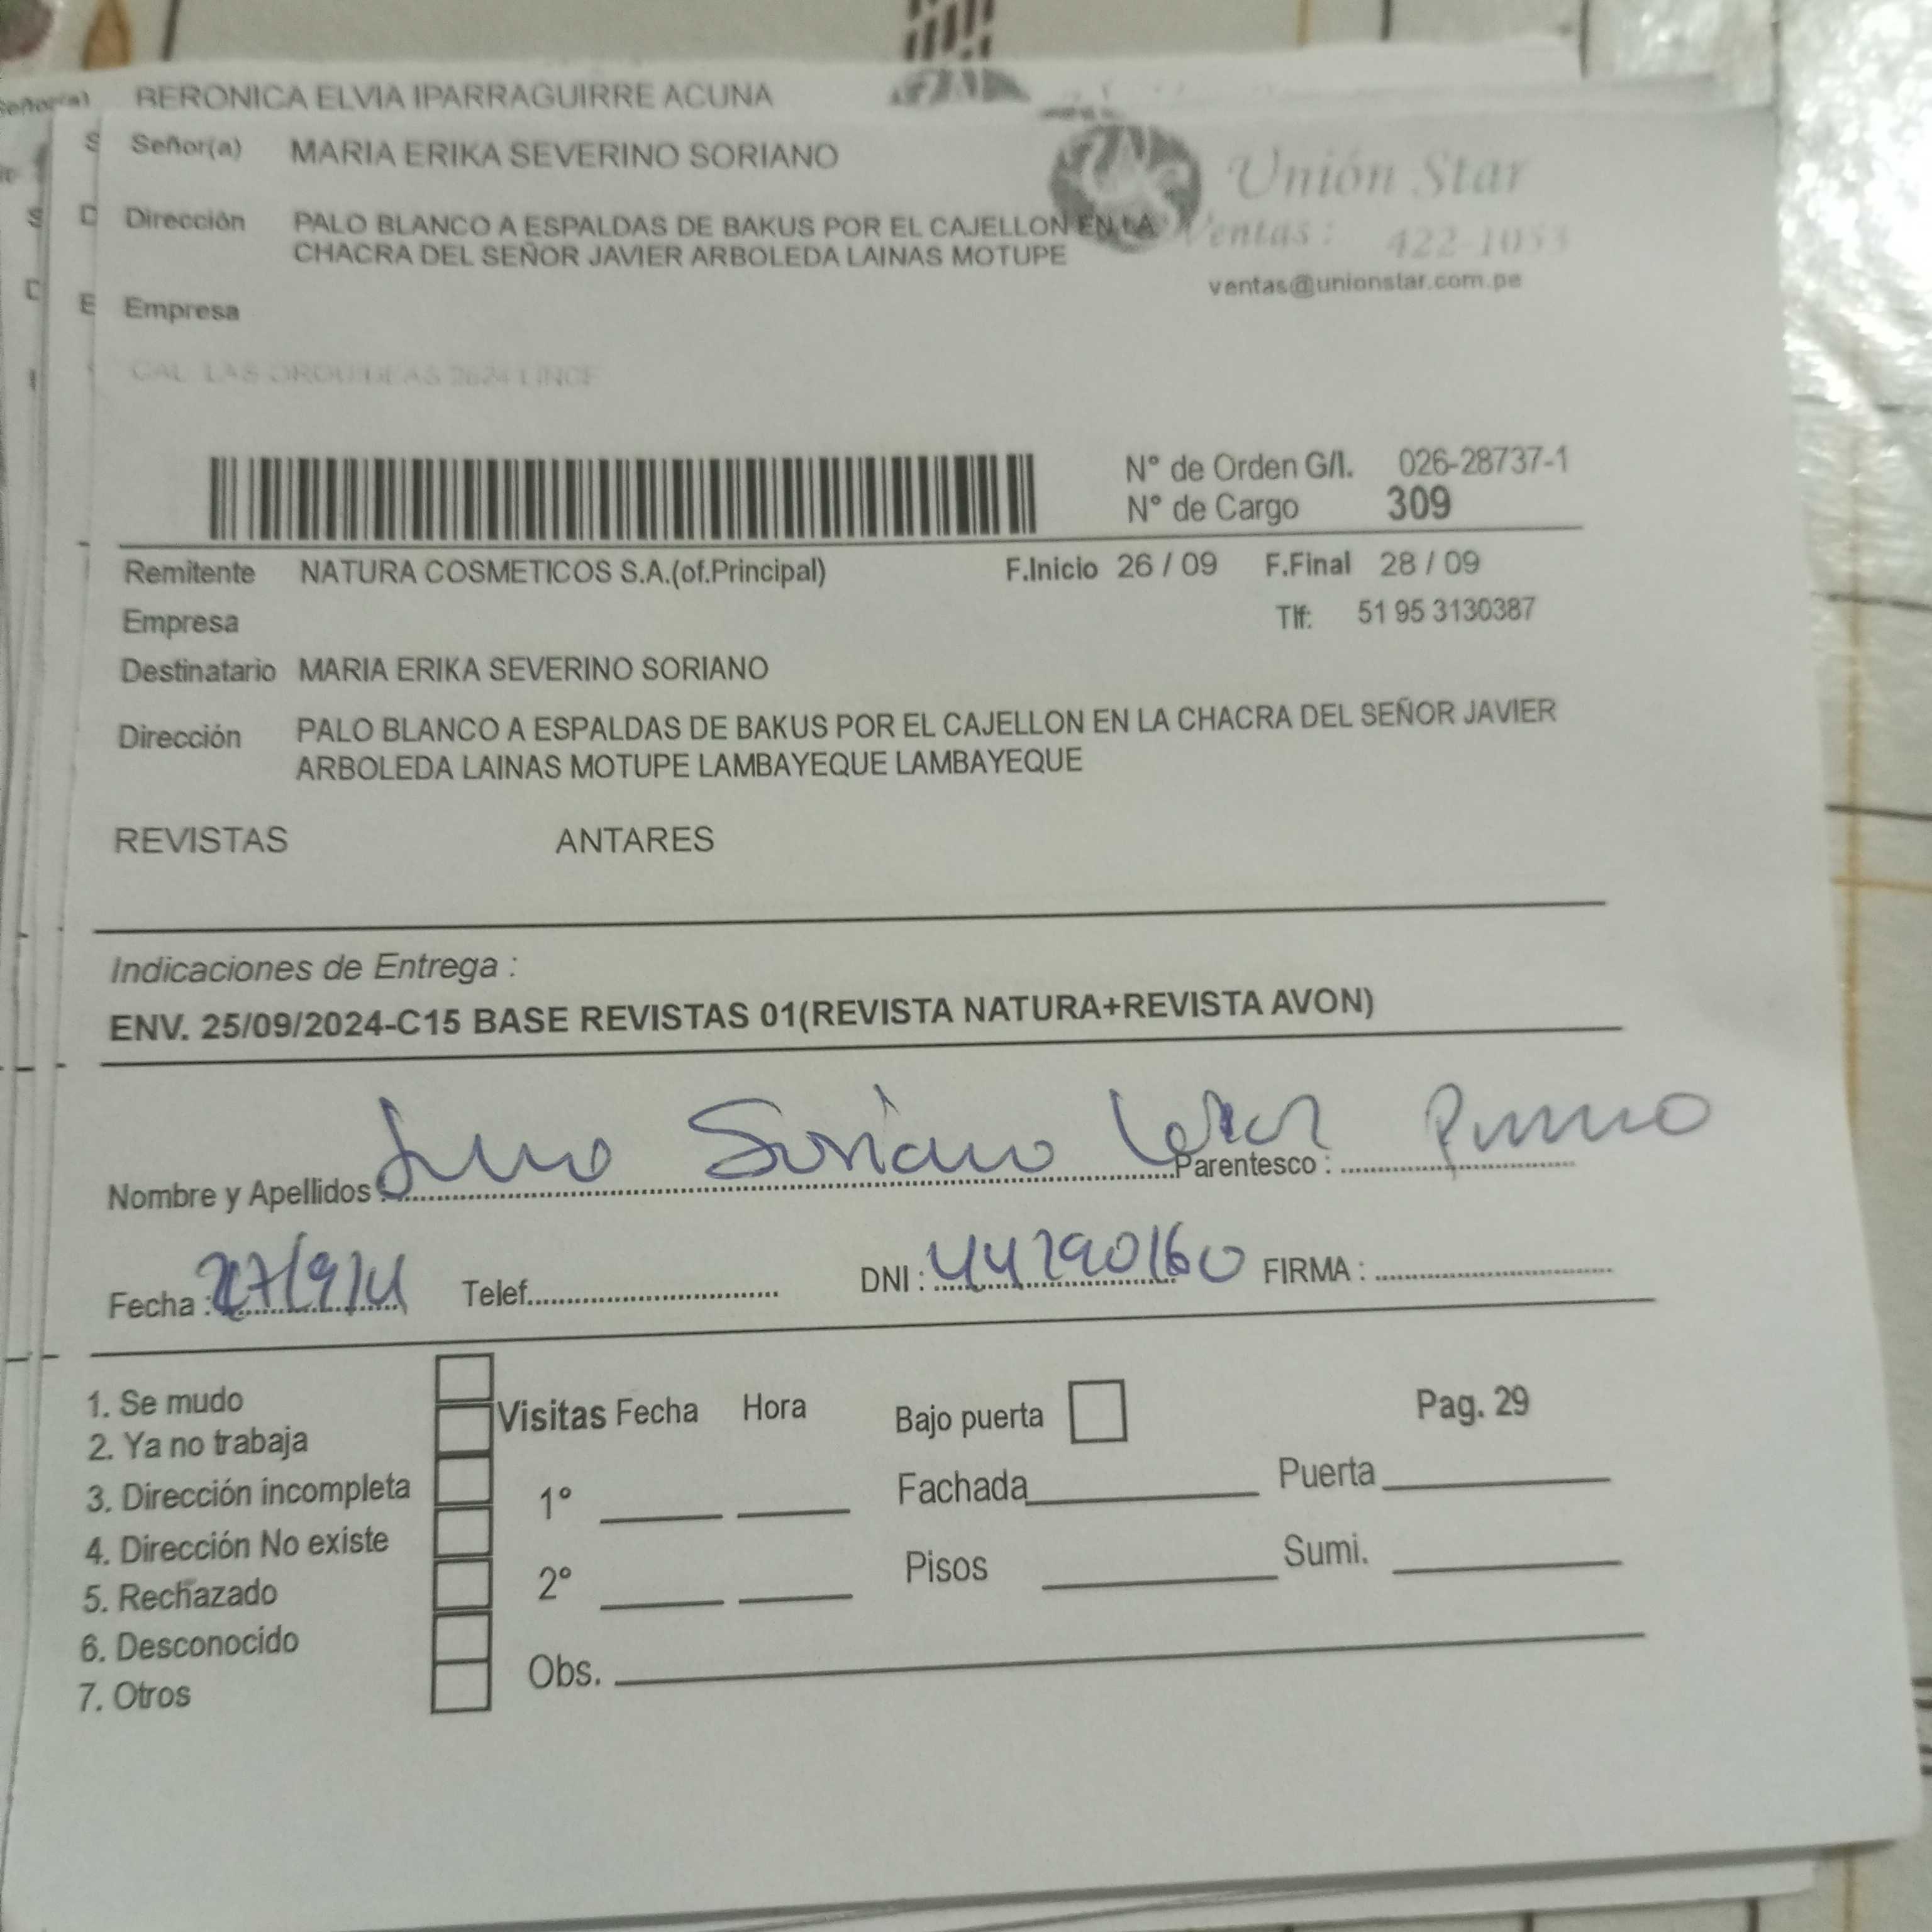 Señor(a) BERONICA ELVIA IPARRAGUIRRE ACUNA
Señor(a) MARIA ERIKA SEVERINO SORIANO
Unión Star
Dirección PALO BLANCO A ESPALDAS DE BAKUS POR EL CAJELLON EN LA
CHACRA DEL SEÑOR JAVIER ARBOLEDA LAINAS MOTUPE
Ventas : 422-1053
ventas@unionstar.com.pe
Empresa
CAL LAS ORQUIDEAS 2624 LINCE
N° de Orden G/I. 026-28737-1
N° de Cargo 309
Remitente NATURA COSMETICOS S.A.(of.Principal) F.Inicio 26 / 09 F.Final 28 / 09
Empresa Tlf: 51 95 3130387
Destinatario MARIA ERIKA SEVERINO SORIANO
Dirección PALO BLANCO A ESPALDAS DE BAKUS POR EL CAJELLON EN LA CHACRA DEL SEÑOR JAVIER
ARBOLEDA LAINAS MOTUPE LAMBAYEQUE LAMBAYEQUE
REVISTAS ANTARES
Indicaciones de Entrega :
ENV. 25/09/2024-C15 BASE REVISTAS 01(REVISTA NATURA+REVISTA AVON)
Nombre y Apellidos : Soriano Parentesco :
Fecha : 27/9/24 Telef. DNI : 44290160 FIRMA :
1. Se mudo
2. Ya no trabaja
3. Dirección incompleta
4. Dirección No existe
5. Rechazado
6. Desconocido
7. Otros
Visitas Fecha Hora Bajo puerta Pag. 29
1° Fachada Puerta
2° Pisos Sumi.
Obs.